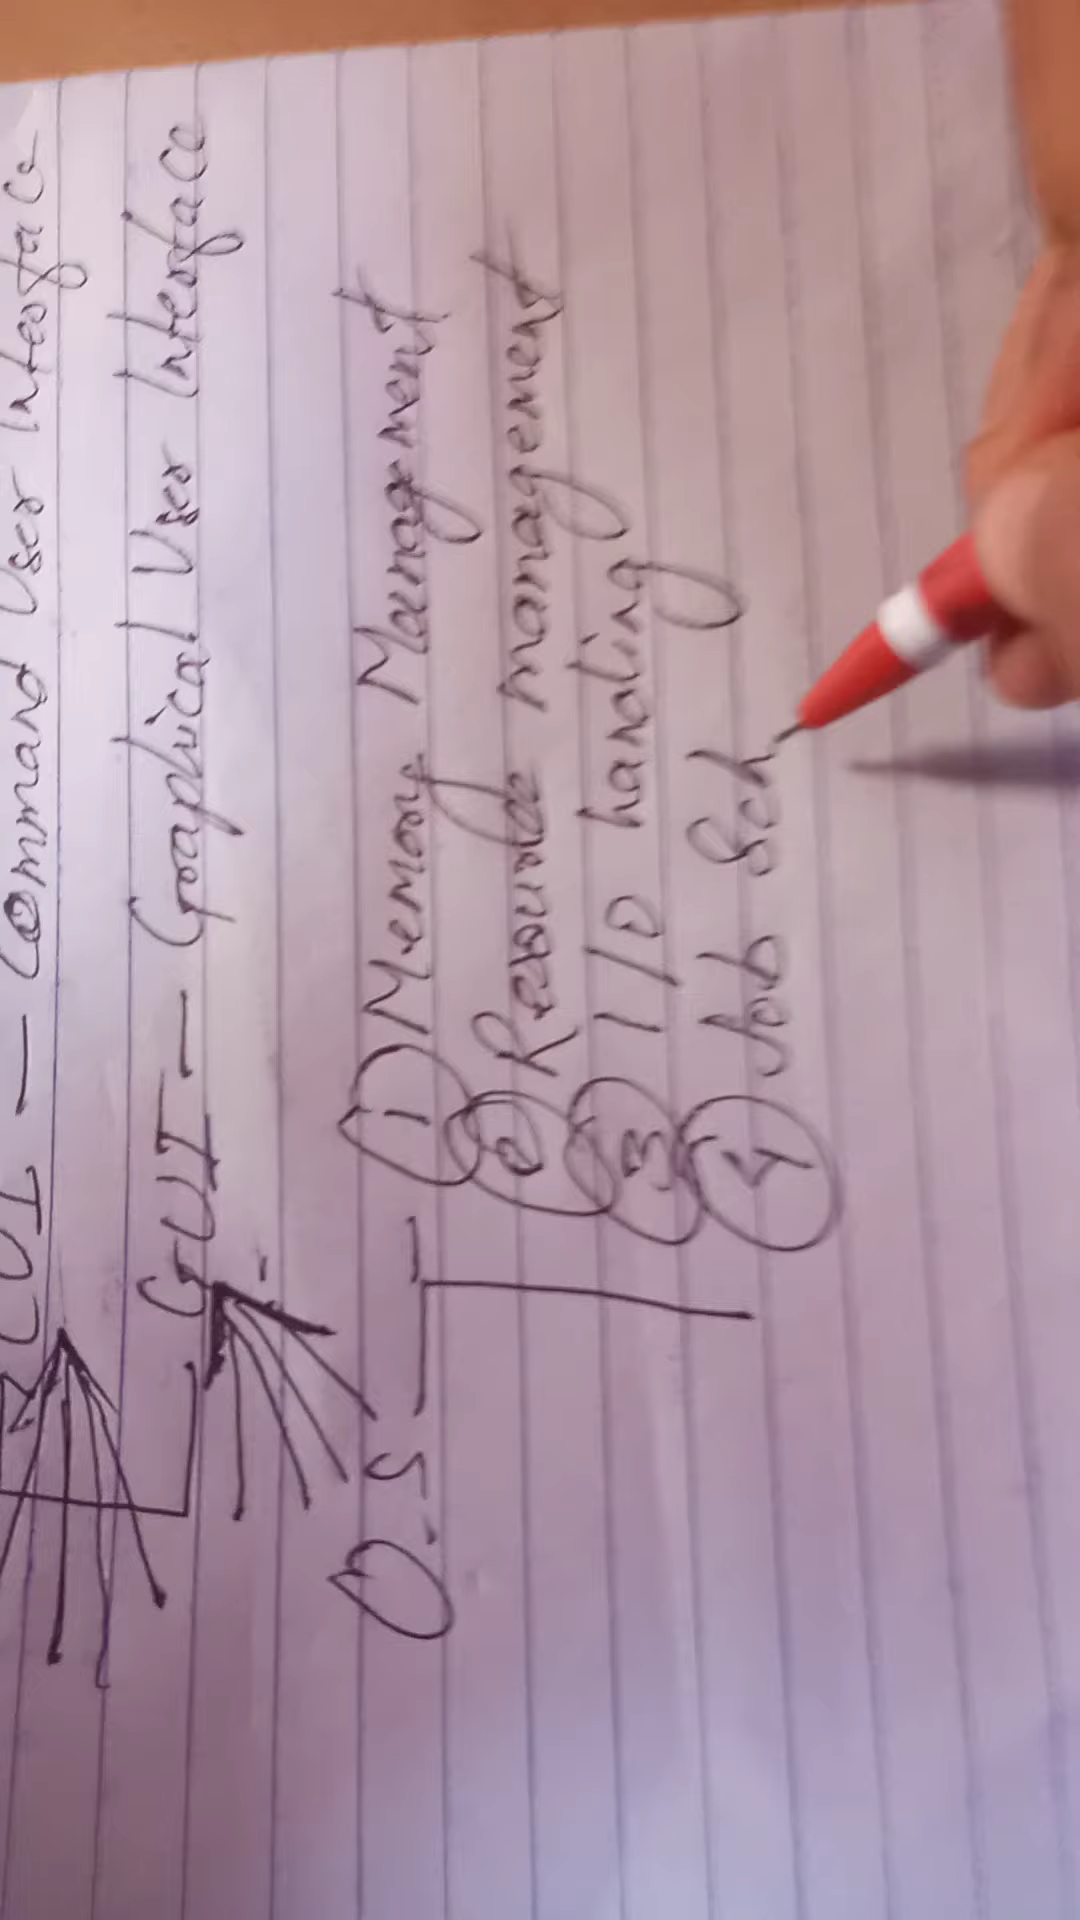 CUI — Command User Interface
GUI — Graphical User Interface
O.S — 1 Memory Management
2 Resource management
3 I/O handling
4 Job Sch